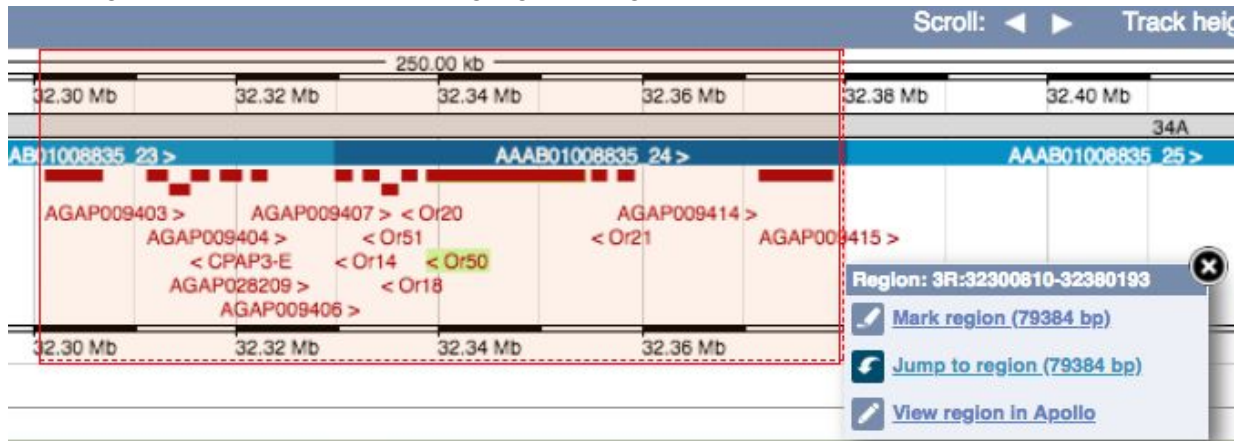 Scroll: ◀ ▶ Track heig
250.00 kb
32.30 Mb 32.32 Mb 32.34 Mb 32.36 Mb 32.38 Mb 32.40 Mb
34A
AB01008835_23 > AAAB01008835_24 > AAAB01008835_25 >
AGAP009403 > AGAP009407 > < Or20 AGAP009414 >
AGAP009404 > < Or51 < Or21 AGAP009415 >
< CPAP3-E < Or14 < Or50
AGAP028209 > < Or18
AGAP009406 >
32.30 Mb 32.32 Mb 32.34 Mb 32.36 Mb
Region: 3R:32300810-32380193
Mark region (79384 bp)
Jump to region (79384 bp)
View region in Apollo